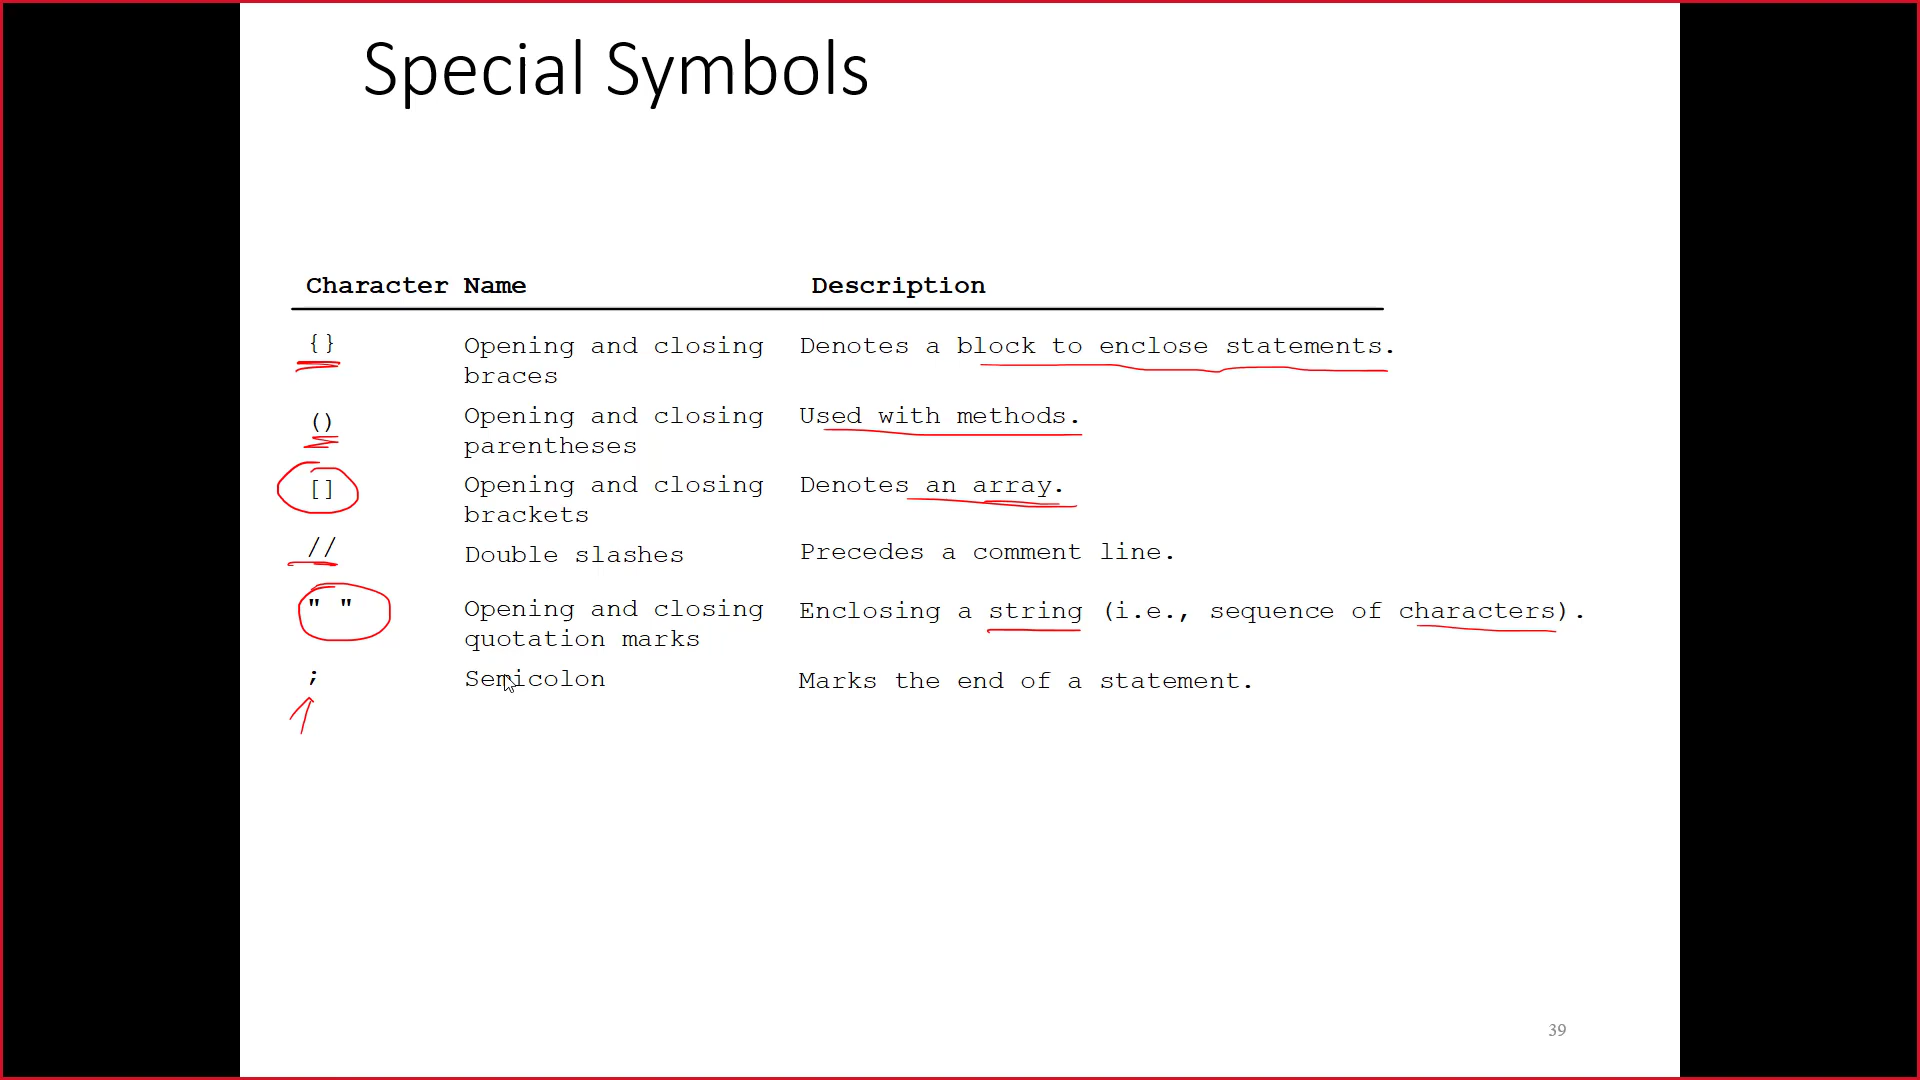 Special Symbols
Character Name Description
{} Opening and closing Denotes a block to enclose statements.
braces
() Opening and closing Used with methods.
parentheses
[] Opening and closing Denotes an array.
brackets
// Double slashes Precedes a comment line.
" " Opening and closing Enclosing a string (i.e., sequence of characters).
quotation marks
; Semicolon Marks the end of a statement.
39